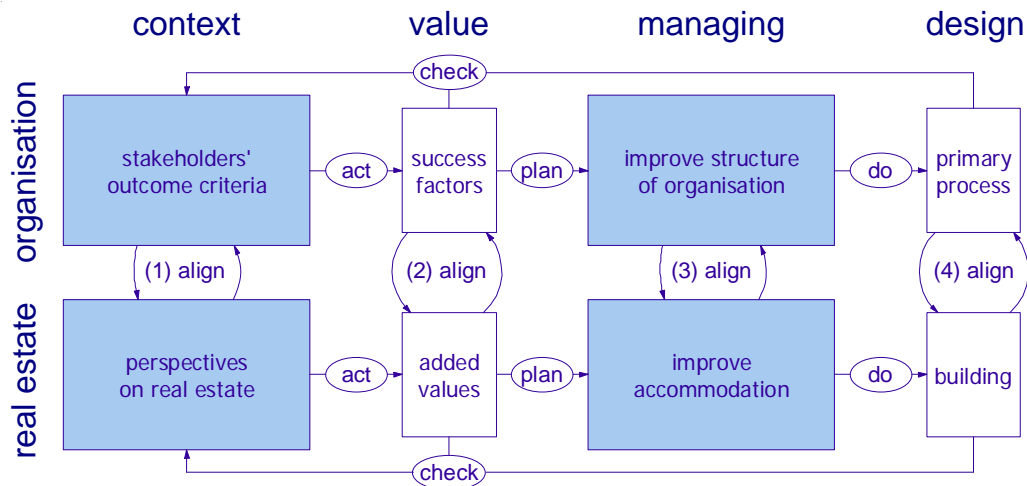 context value managing design
check
organisation
stakeholders'
outcome criteria
act
success
factors
plan
improve structure
of organisation
do
primary
process
(1) align
(2) align
(3) align
(4) align
real estate
perspectives
on real estate
act
added
values
plan
improve
accommodation
do
building
check